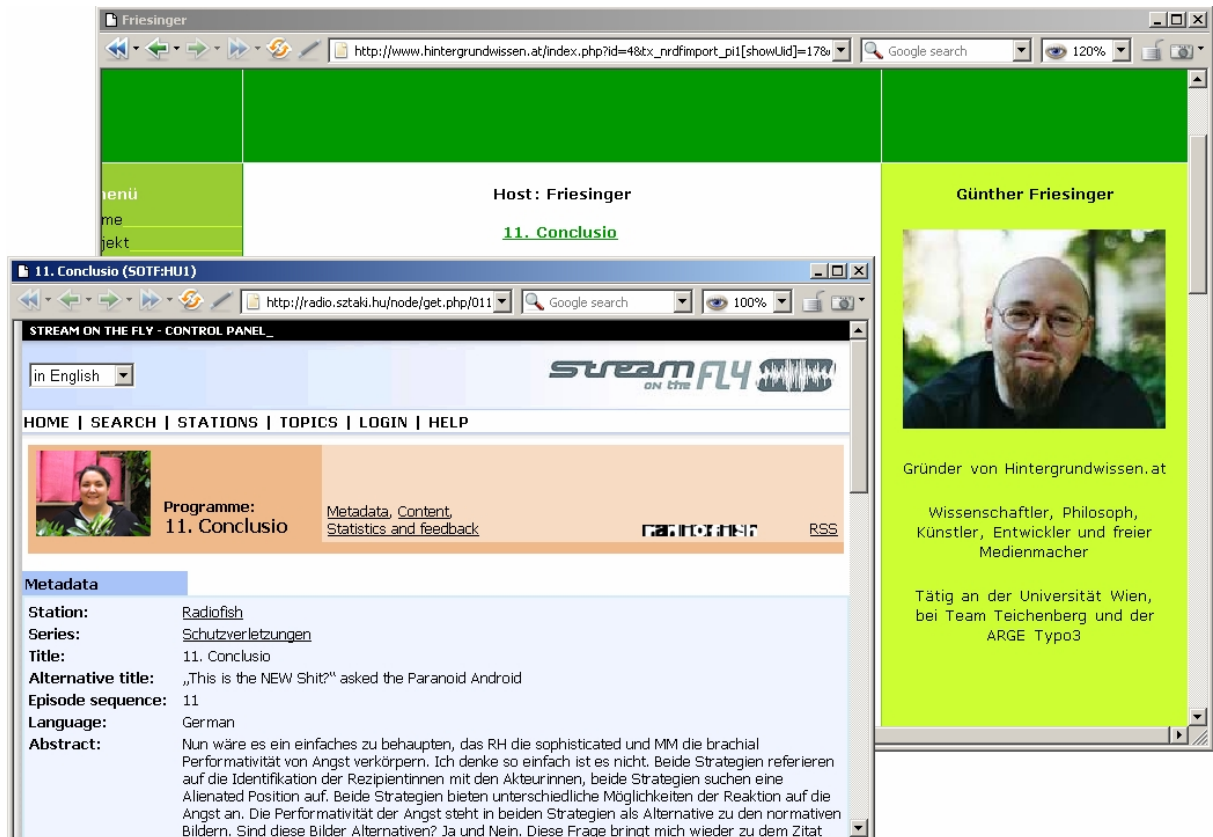 Friesinger
http://www.hintergrundwissen.at/index.php?id=4&tx_nrdfimport_pi1[showUid]=17&
Google search
120%
enü
me
jekt
Host: Friesinger
11. Conclusio
Günther Friesinger
Gründer von Hintergrundwissen.at
Wissenschaftler, Philosoph,
Künstler, Entwickler und freier
Medienmacher
Tätig an der Universität Wien,
bei Team Teichenberg und der
ARGE Typo3
11. Conclusio (SOTF:HU1)
http://radio.sztaki.hu/node/get.php/011
Google search
100%
STREAM ON THE FLY - CONTROL PANEL_
in English
stream on the FLY
HOME | SEARCH | STATIONS | TOPICS | LOGIN | HELP
Programme:
11. Conclusio
Metadata, Content,
Statistics and feedback
RSS
Metadata
Station: Radiofish
Series: Schutzverletzungen
Title: 11. Conclusio
Alternative title: „This is the NEW Shit?“ asked the Paranoid Android
Episode sequence: 11
Language: German
Abstract: Nun wäre es ein einfaches zu behaupten, das RH die sophisticated und MM die brachial
Performativität von Angst verkörpern. Ich denke so einfach ist es nicht. Beide Strategien referieren
auf die Identifikation der Rezipientinnen mit den Akteurinnen, beide Strategien suchen eine
Alienated Position auf. Beide Strategien bieten unterschiedliche Möglichkeiten der Reaktion auf die
Angst an. Die Performativität der Angst steht in beiden Strategien als Alternative zu den normativen
Bildern. Sind diese Bilder Alternativen? Ja und Nein. Diese Frage bringt mich wieder zu dem Zitat